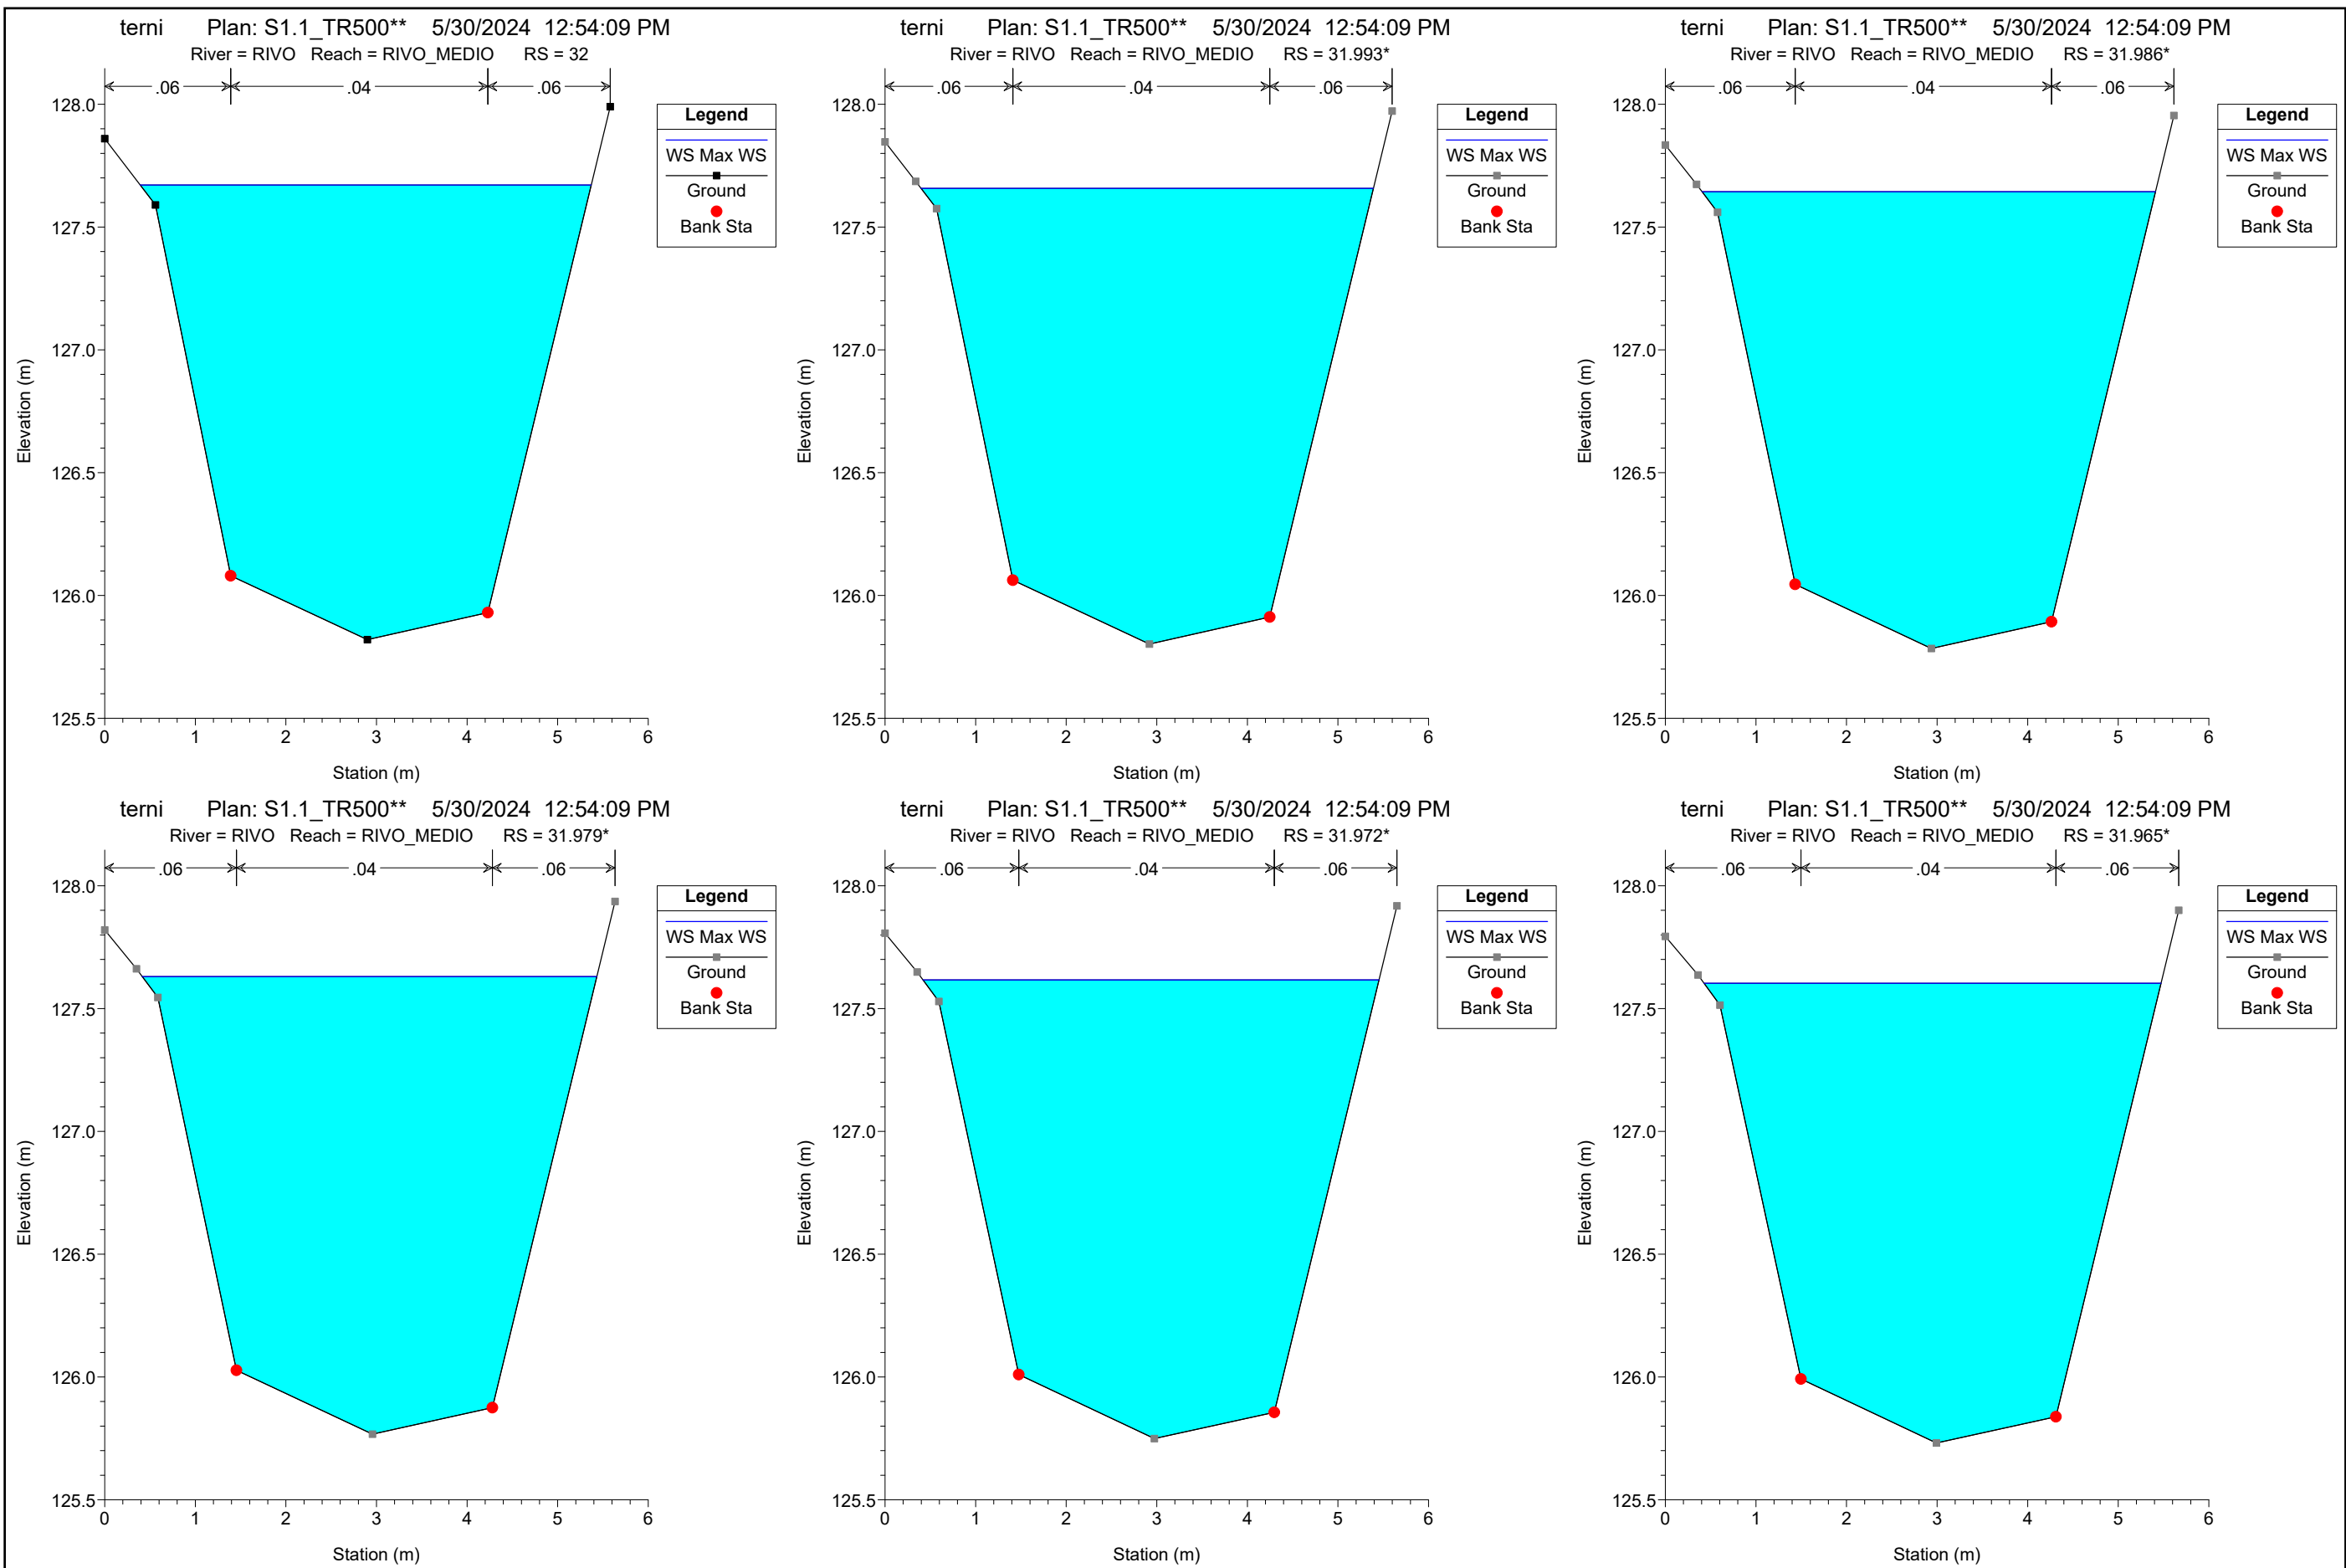 terni Plan: S1.1_TR500** 5/30/2024 12:54:09 PM
River = RIVO Reach = RIVO_MEDIO RS = 32
.06 .04 .06
128.0
127.5
127.0
126.5
126.0
125.5
0 1 2 3 4 5 6
Station (m)
Elevation (m)
Legend
WS Max WS
Ground
Bank Sta
terni Plan: S1.1_TR500** 5/30/2024 12:54:09 PM
River = RIVO Reach = RIVO_MEDIO RS = 31.993*
.06 .04 .06
128.0
127.5
127.0
126.5
126.0
125.5
0 1 2 3 4 5 6
Station (m)
Elevation (m)
Legend
WS Max WS
Ground
Bank Sta
terni Plan: S1.1_TR500** 5/30/2024 12:54:09 PM
River = RIVO Reach = RIVO_MEDIO RS = 31.986*
.06 .04 .06
128.0
127.5
127.0
126.5
126.0
125.5
0 1 2 3 4 5 6
Station (m)
Elevation (m)
Legend
WS Max WS
Ground
Bank Sta
terni Plan: S1.1_TR500** 5/30/2024 12:54:09 PM
River = RIVO Reach = RIVO_MEDIO RS = 31.979*
.06 .04 .06
128.0
127.5
127.0
126.5
126.0
125.5
0 1 2 3 4 5 6
Station (m)
Elevation (m)
Legend
WS Max WS
Ground
Bank Sta
terni Plan: S1.1_TR500** 5/30/2024 12:54:09 PM
River = RIVO Reach = RIVO_MEDIO RS = 31.972*
.06 .04 .06
128.0
127.5
127.0
126.5
126.0
125.5
0 1 2 3 4 5 6
Station (m)
Elevation (m)
Legend
WS Max WS
Ground
Bank Sta
terni Plan: S1.1_TR500** 5/30/2024 12:54:09 PM
River = RIVO Reach = RIVO_MEDIO RS = 31.965*
.06 .04 .06
128.0
127.5
127.0
126.5
126.0
125.5
0 1 2 3 4 5 6
Station (m)
Elevation (m)
Legend
WS Max WS
Ground
Bank Sta